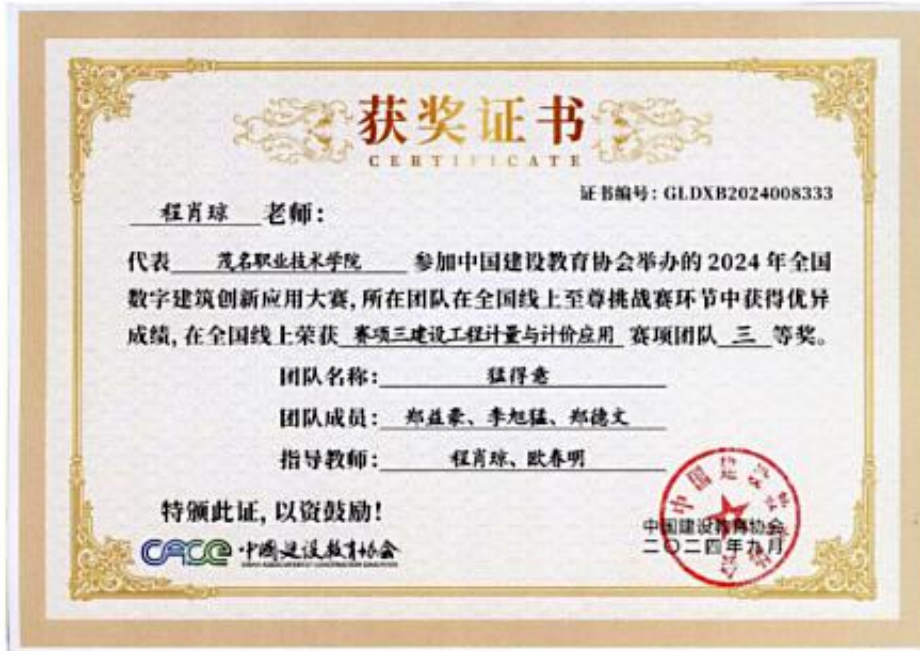 获奖证书
CERTIFICATE
证书编号：GLDXB2024008333
程肖琼 老师：
代表 茂名职业技术学院 参加中国建设教育协会举办的 2024 年全国
数字建筑创新应用大赛，所在团队在全国线上至尊挑战赛环节中获得优异
成绩，在全国线上荣获 赛项三建设工程计量与计价应用 赛项团队 三 等奖。
团队名称： 猛得意
团队成员： 郑益豪、李旭猛、郑德文
指导教师： 程肖琼、欧春明
特颁此证，以资鼓励！
中国建设教育协会
二〇二四年九月
CACE 中国建设教育协会